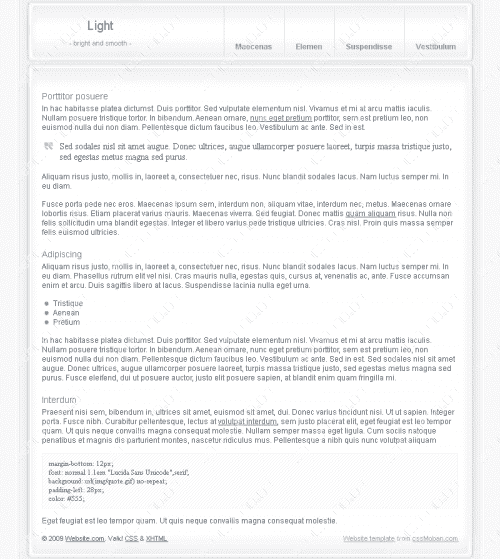 Light
- bright and smooth -
Maecenas Elemen Suspendisse Vestibulum
Porttitor posuere
In hac habitasse platea dictumst. Duis porttitor. Sed vulputate elementum nisl. Vivamus et mi at arcu mattis iaculis.
Nullam posuere tristique tortor. In bibendum. Aenean ornare, nunc eget pretium porttitor, sem est pretium leo, non
euismod nulla dui non diam. Pellentesque dictum faucibus leo. Vestibulum ac ante. Sed in est.
Sed sodales nisl sit amet augue. Donec ultrices, augue ullamcorper posuere laoreet, turpis massa tristique justo,
sed egestas metus magna sed purus.
Aliquam risus justo, mollis in, laoreet a, consectetuer nec, risus. Nunc blandit sodales lacus. Nam luctus semper mi. In
eu diam.
Fusce porta pede nec eros. Maecenas ipsum sem, interdum non, aliquam vitae, interdum nec, metus. Maecenas ornare
lobortis risus. Etiam placerat varius mauris. Maecenas viverra. Sed feugiat. Donec mattis quam aliquam risus. Nulla non
felis sollicitudin urna blandit egestas. Integer et libero varius pede tristique ultricies. Cras nisl. Proin quis massa semper
felis euismod ultricies.
Adipiscing
Aliquam risus justo, mollis in, laoreet a, consectetuer nec, risus. Nunc blandit sodales lacus. Nam luctus semper mi. In
eu diam. Phasellus rutrum elit vel nisi. Cras mauris nulla, egestas quis, cursus at, venenatis ac, ante. Fusce accumsan
enim et arcu. Duis sagittis libero at lacus. Suspendisse lacinia nulla eget urna.
Tristique
Aenean
Pretium
In hac habitasse platea dictumst. Duis porttitor. Sed vulputate elementum nisl. Vivamus et mi at arcu mattis iaculis.
Nullam posuere tristique tortor. In bibendum. Aenean ornare, nunc eget pretium porttitor, sem est pretium leo, non
euismod nulla dui non diam. Pellentesque dictum faucibus leo. Vestibulum ac ante. Sed in est. Sed sodales nisl sit amet
augue. Donec ultrices, augue ullamcorper posuere laoreet, turpis massa tristique justo, sed egestas metus magna sed
purus. Fusce eleifend, dui ut posuere auctor, justo elit posuere sapien, at blandit enim quam fringilla mi.
Interdum
Praesent nisi sem, bibendum in, ultrices sit amet, euismod sit amet, dui. Donec varius tincidunt nisi. Ut ut sapien. Integer
porta. Fusce nibh. Curabitur pellentesque, lectus at volutpat interdum, sem justo placerat elit, eget feugiat est leo tempor
quam. Ut quis neque convallis magna consequat molestie. Nullam semper massa eget ligula. Cum sociis natoque
penatibus et magnis dis parturient montes, nascetur ridiculus mus. Pellentesque a nibh quis nunc volutpat aliquam
margin-bottom: 12px;
font: normal 1.1em "Lucida Sans Unicode",serif;
background: url(img/quote.gif) no-repeat;
padding-left: 28px;
color: #555;
Eget feugiat est leo tempor quam. Ut quis neque convallis magna consequat molestie.
© 2009 Website.com. Valid CSS & XHTML Website template from cssMoban.com